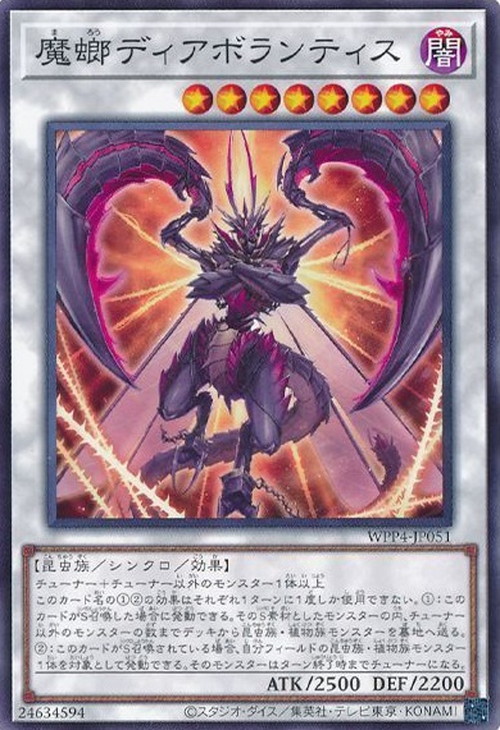 魔螂ディアボランティス
闇
WPP4-JP051
【昆虫族／シンクロ／効果】
チューナー＋チューナー以外のモンスター1体以上
このカード名の①②の効果はそれぞれ1ターンに1度しか使用できない。①：こ
のカードがS召喚した場合に発動できる。そのS素材としたモンスターの内、チューナー
以外のモンスターの数までデッキから昆虫族・植物族モンスターを墓地へ送る。
②：このカードがS召喚されている場合、自分フィールドの昆虫族・植物族モンスター
1体を対象として発動できる。そのモンスターはターン終了時までチューナーになる。
ATK/2500 DEF/2200
24634594
©スタジオ・ダイス／集英社・テレビ東京・KONAMI